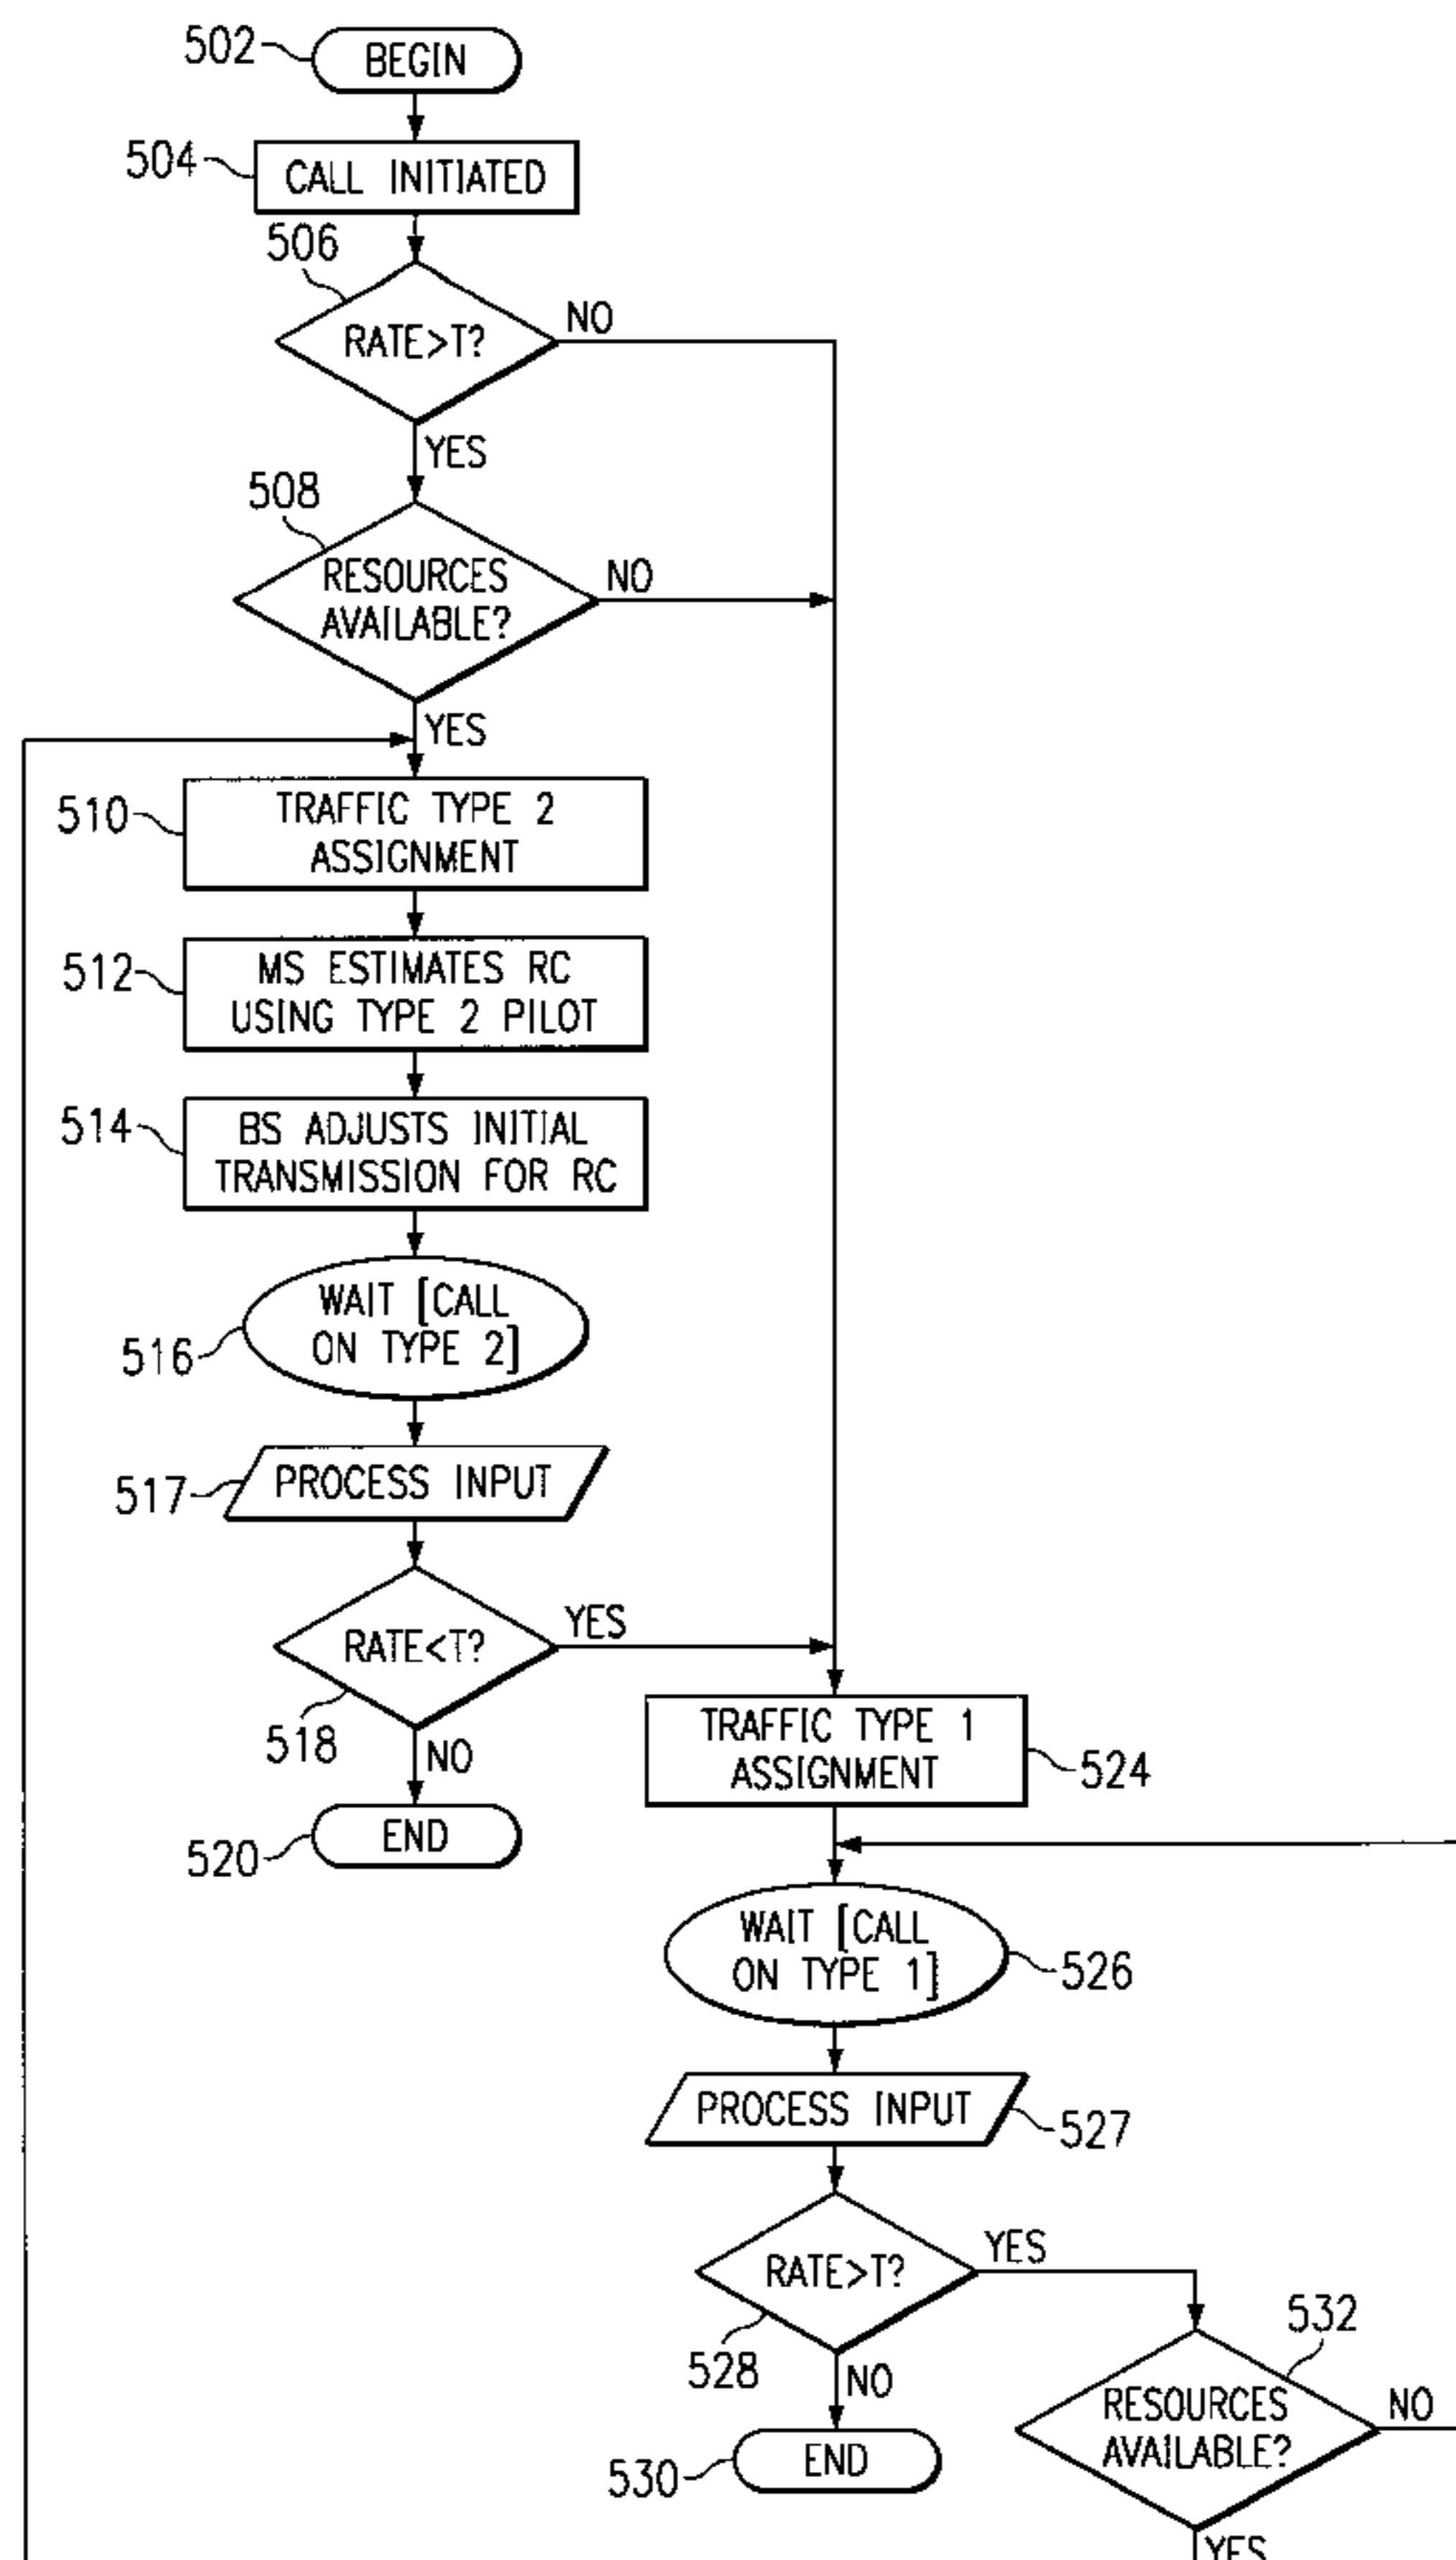 502
BEGIN
504
CALL INITIATED
506
RATE>T?
NO
YES
508
RESOURCES
AVAILABLE?
NO
YES
510
TRAFFIC TYPE 2
ASSIGNMENT
512
MS ESTIMATES RC
USING TYPE 2 PILOT
514
BS ADJUSTS INITIAL
TRANSMISSION FOR RC
516
WAIT [CALL
ON TYPE 2]
517
PROCESS INPUT
RATE<T?
YES
518
NO
520
END
TRAFFIC TYPE 1
ASSIGNMENT
524
WAIT [CALL
ON TYPE 1]
526
PROCESS INPUT
527
RATE>T?
YES
528
NO
530
END
532
RESOURCES
AVAILABLE?
NO
YES